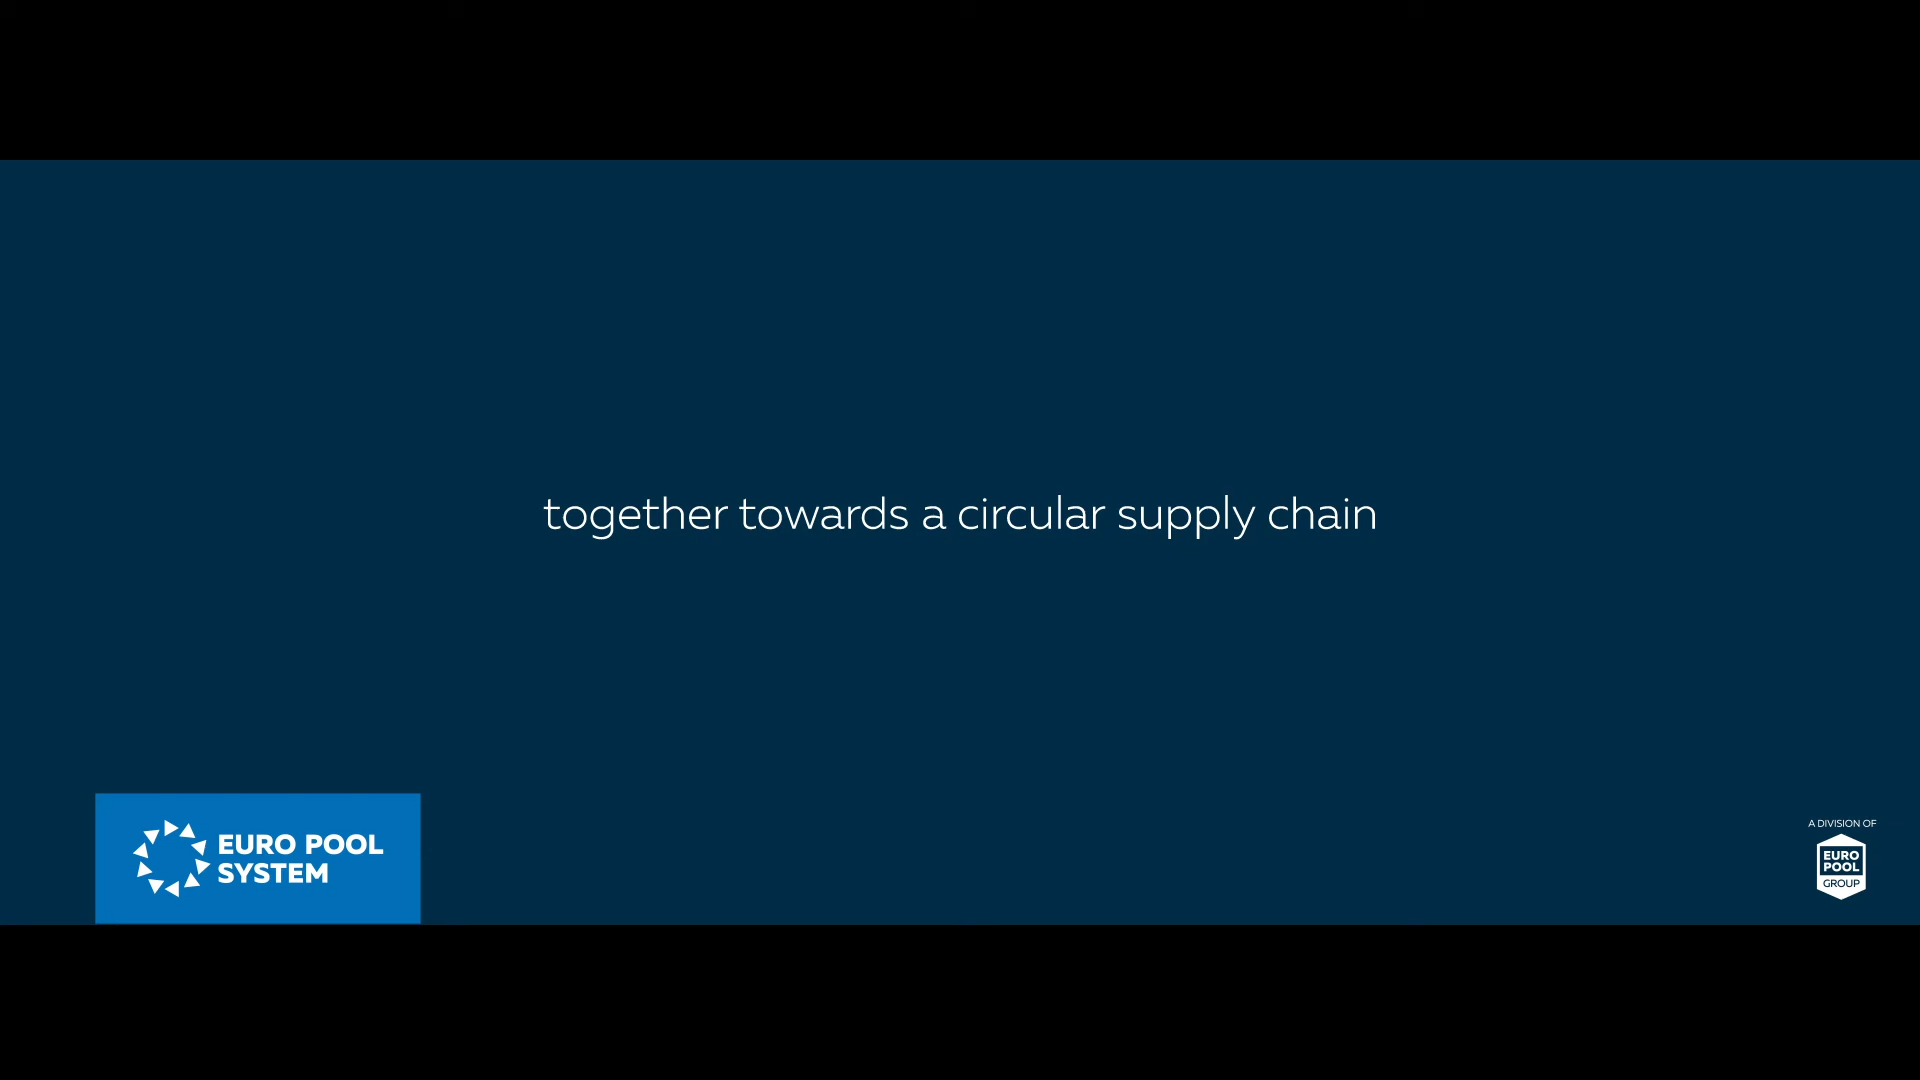 together towards a circular supply chain
EURO POOL
SYSTEM
A DIVISION OF
EURO
POOL
GROUP